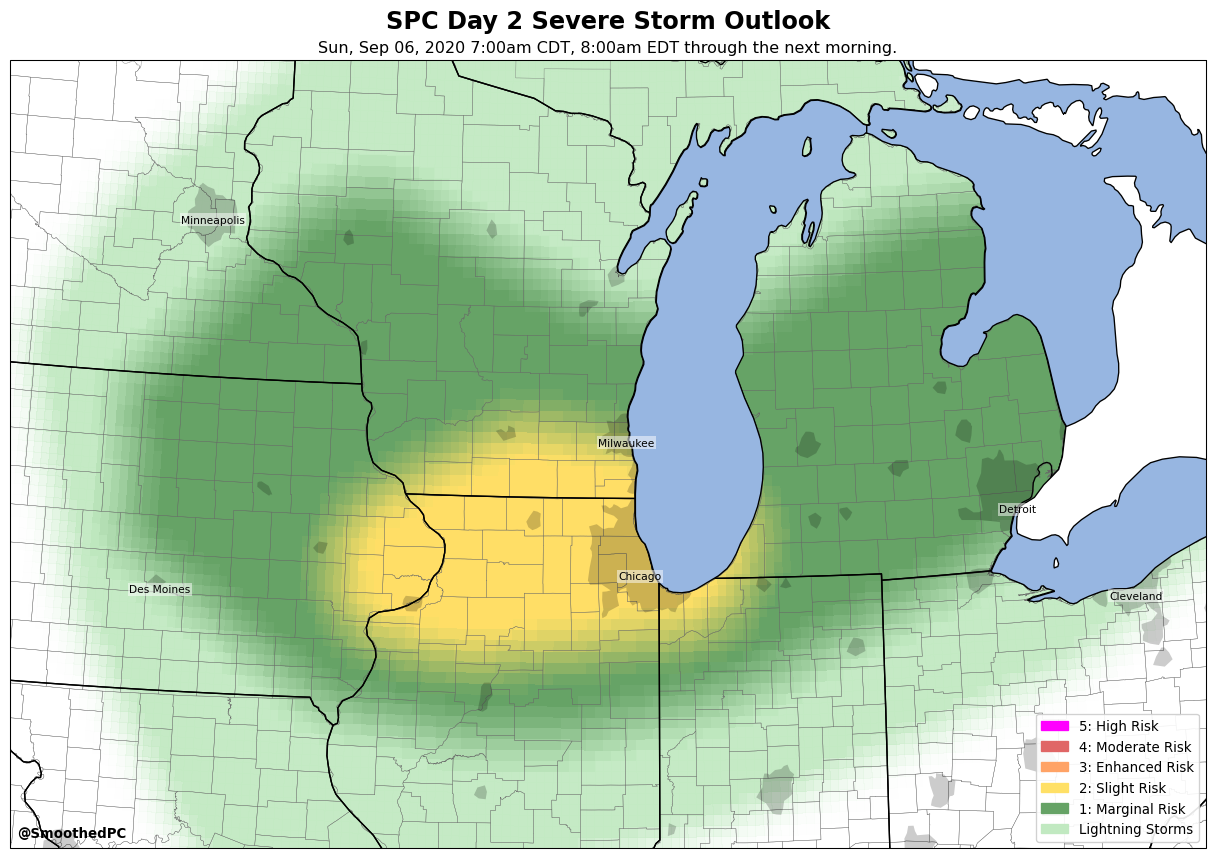 SPC Day 2 Severe Storm Outlook
Sun, Sep 06, 2020 7:00am CDT, 8:00am EDT through the next morning.
Minneapolis
Milwaukee
Detroit
Chicago
Des Moines
Cleveland
5: High Risk
4: Moderate Risk
3: Enhanced Risk
2: Slight Risk
1: Marginal Risk
Lightning Storms
@SmoothedPC